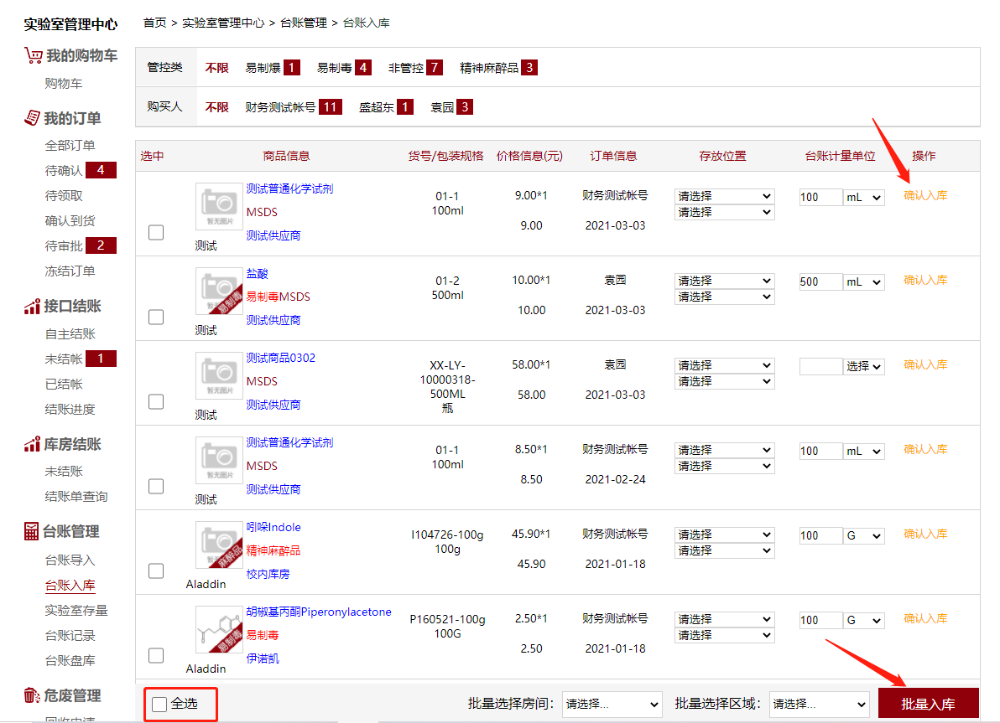 实验室管理中心
首页 > 实验室管理中心 > 台账管理 > 台账入库
我的购物车
购物车
我的订单
全部订单
待确认 4
待领取
确认到货
待审批 2
冻结订单
接口结账
自主结账
未结帐 1
已结帐
结账进度
库房结账
未结账
结账单查询
台账管理
台账导入
台账入库
实验室存量
台账记录
台账盘库
危废管理
回收申请
管控类 不限 易制爆 1 易制毒 4 非管控 7 精神麻醉品 3
购买人 不限 财务测试帐号 11 盛超东 1 袁园 3
选中 商品信息 货号/包装规格 价格信息(元) 订单信息 存放位置 台账计量单位 操作
暂无图片
测试
测试普通化学试剂
MSDS
测试供应商
01-1
100ml
9.00*1
9.00
财务测试帐号
2021-03-03
请选择
请选择
100 mL
确认入库
易制毒
测试
盐酸
易制毒MSDS
测试供应商
01-2
500ml
10.00*1
10.00
袁园
2021-03-03
请选择
请选择
500 mL
确认入库
暂无图片
测试
测试商品0302
MSDS
测试供应商
XX-LY-
10000318-
500ML
瓶
58.00*1
58.00
袁园
2021-03-03
请选择
请选择
选择
确认入库
暂无图片
测试
测试普通化学试剂
MSDS
测试供应商
01-1
100ml
8.50*1
8.50
财务测试帐号
2021-02-24
请选择
请选择
100 mL
确认入库
麻醉品
Aladdin
吲哚Indole
精神麻醉品
校内库房
I104726-100g
100g
45.90*1
45.90
财务测试帐号
2021-01-18
请选择
请选择
100 G
确认入库
易制毒
Aladdin
胡椒基丙酮Piperonylacetone
易制毒
伊诺凯
P160521-100g
100G
2.50*1
2.50
财务测试帐号
2021-01-18
请选择
请选择
100 G
确认入库
全选 批量选择房间： 请选择... 批量选择区域： 请选择... 批量入库